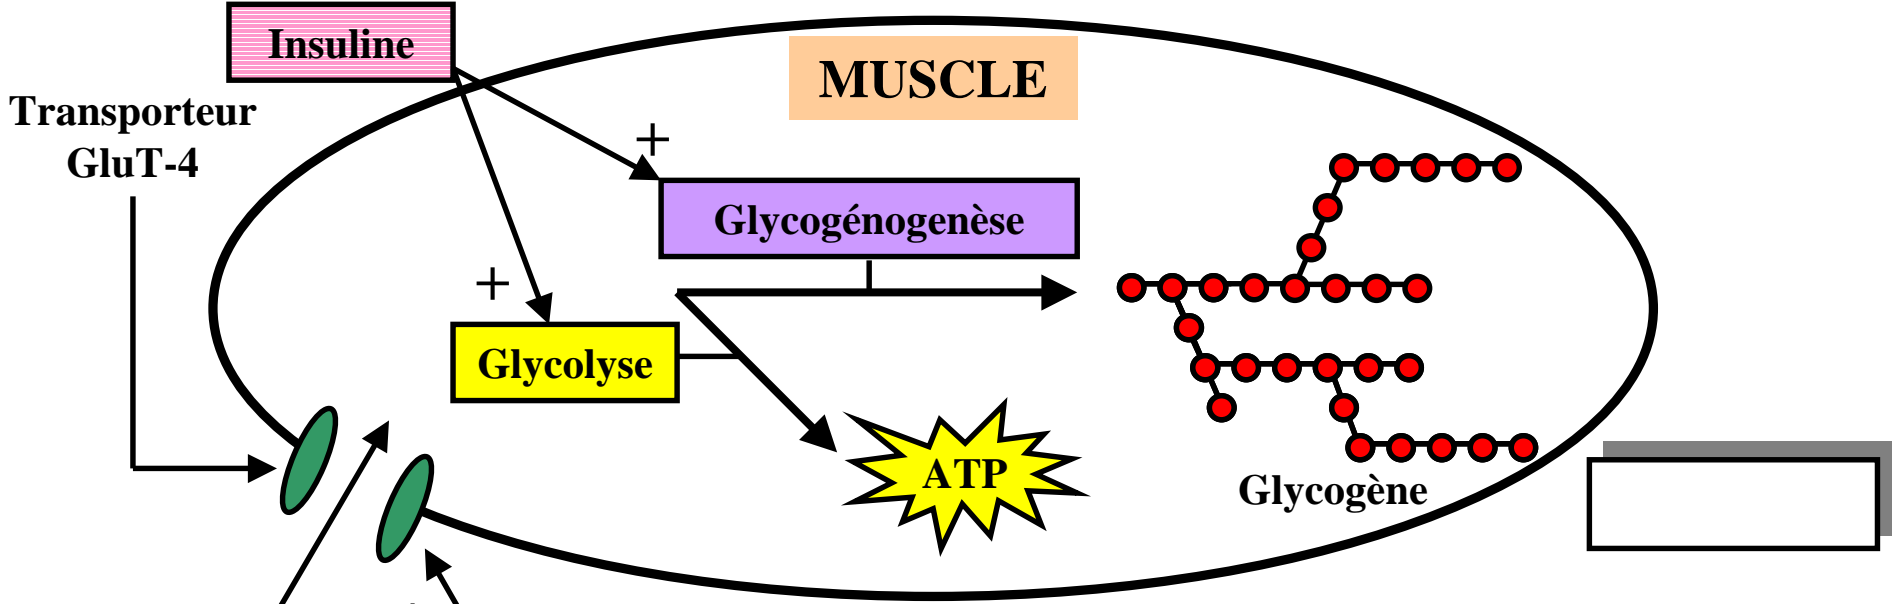 Insuline
MUSCLE
Transporteur
GluT-4
+
Glycogénogenèse
+
Glycolyse
ATP
Glycogène